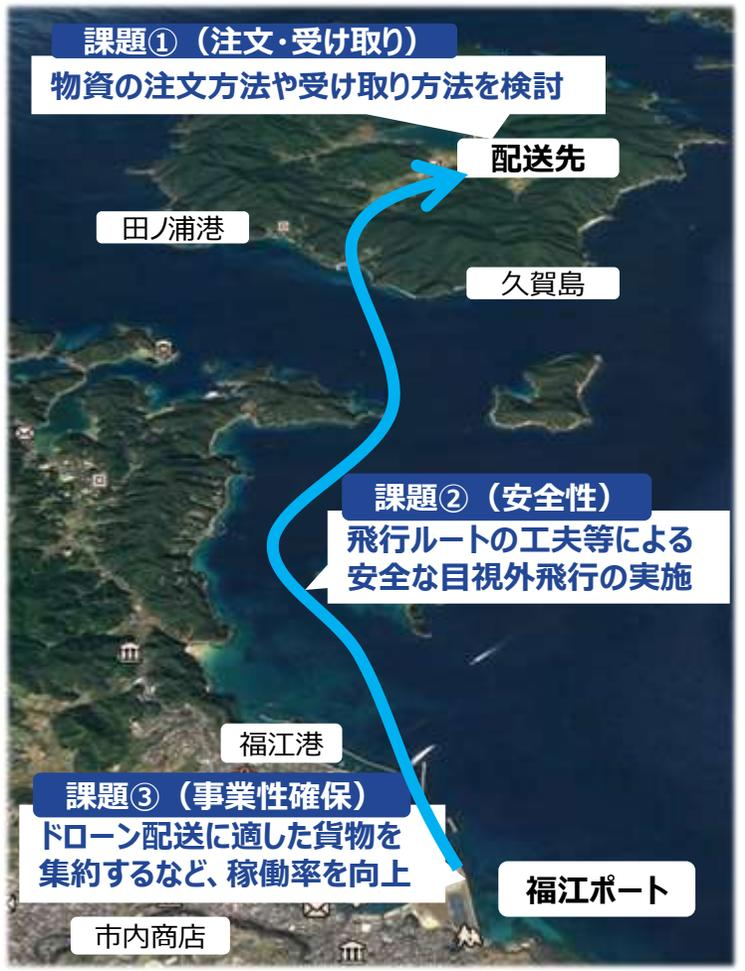 課題①（注文・受け取り）
物資の注文方法や受け取り方法を検討
配送先
田ノ浦港
久賀島
課題②（安全性）
飛行ルートの工夫等による
安全な目視外飛行の実施
福江港
課題③（事業性確保）
ドローン配送に適した貨物を
集約するなど、稼働率を向上
福江ポート
市内商店